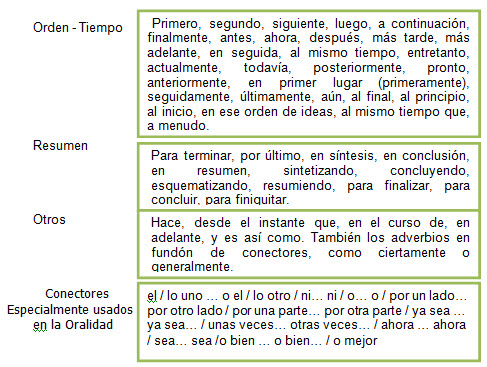 Orden - Tiempo
Primero, segundo, siguiente, luego, a continuación,
finalmente, antes, ahora, después, más tarde, más
adelante, en seguida, al mismo tiempo, entretanto,
actualmente, todavía, posteriormente, pronto,
anteriormente, en primer lugar (primeramente),
seguidamente, últimamente, aún, al final, al principio,
al inicio, en ese orden de ideas, al mismo tiempo que,
a menudo.
Resumen
Para terminar, por último, en síntesis, en conclusión,
en resumen, sintetizando, concluyendo,
esquematizando, resumiendo, para finalizar, para
concluir, para finiquitar.
Otros
Hace, desde el instante que, en el curso de, en
adelante, y es así como. También los adverbios en
fundón de conectores, como ciertamente o
generalmente.
Conectores
Especialmente usados
en la Oralidad
el / lo uno … o el / lo otro / ni… ni / o… o / por un lado…
por otro lado / por una parte… por otra parte / ya sea …
ya sea… / unas veces… otras veces… / ahora … ahora
/ sea… sea /o bien … o bien… / o mejor